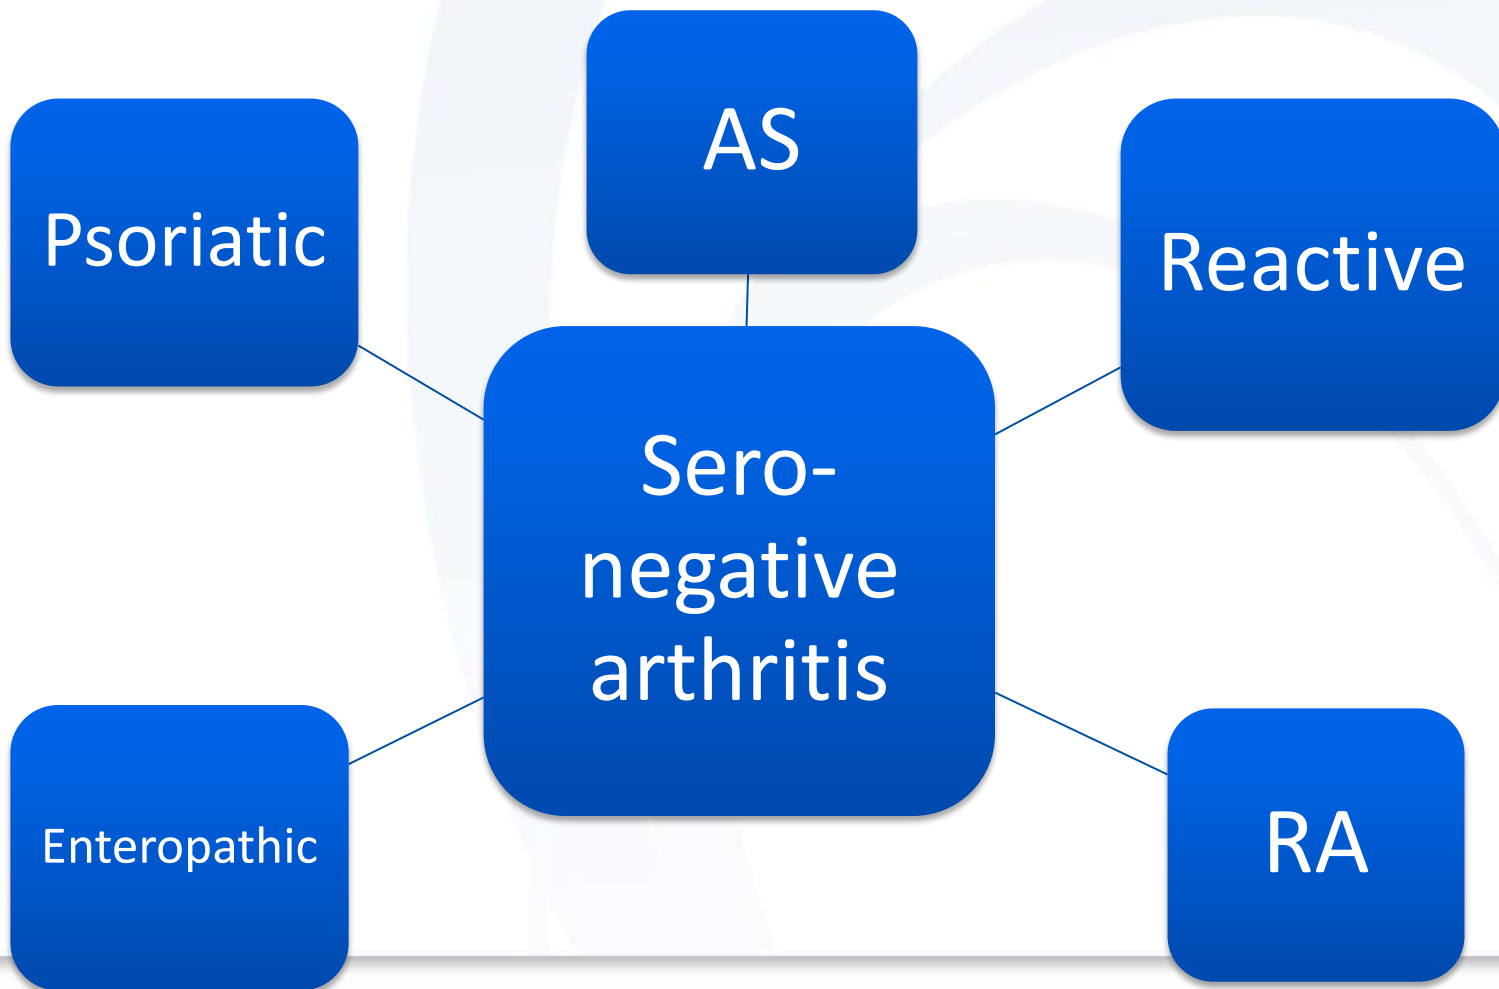 AS
Psoriatic
Reactive
Sero-
negative
arthritis
Enteropathic
RA